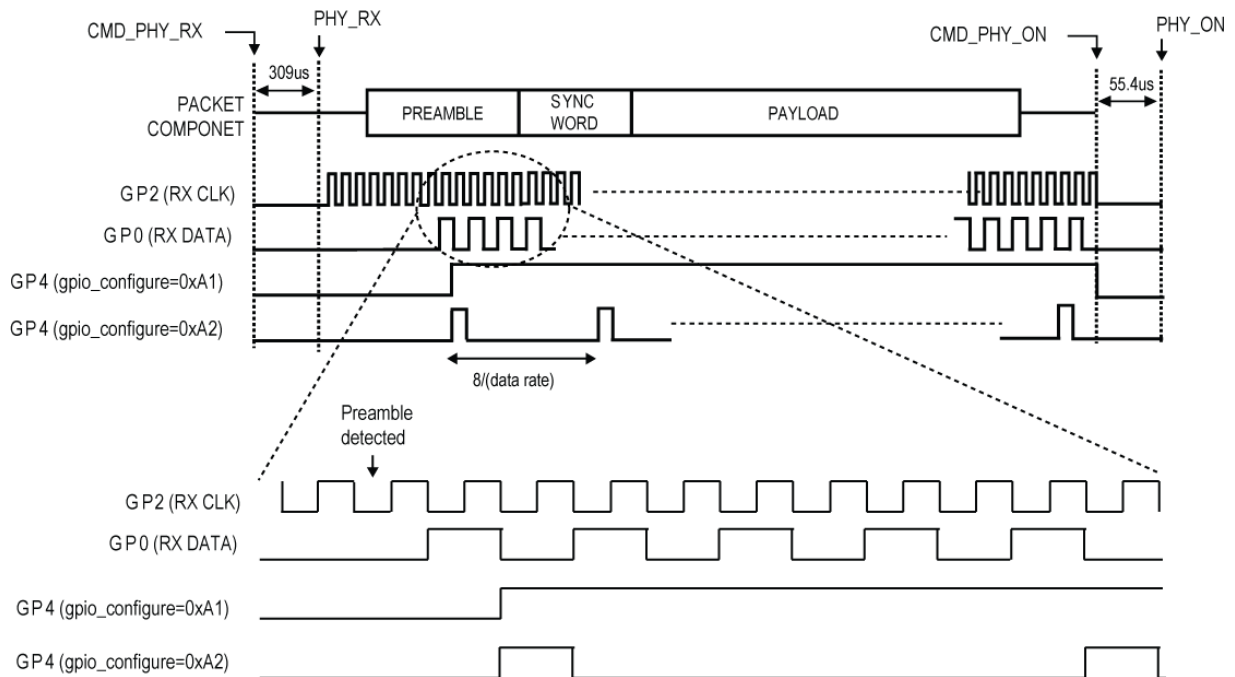 CMD_PHY_RX
PHY_RX
CMD_PHY_ON
PHY_ON
309us
55.4us
PACKET
COMPONET
PREAMBLE
SYNC
WORD
PAYLOAD
GP2 (RX CLK)
GP0 (RX DATA)
GP4 (gpio_configure=0xA1)
GP4 (gpio_configure=0xA2)
8/(data rate)
Preamble
detected
GP2 (RX CLK)
GP0 (RX DATA)
GP4 (gpio_configure=0xA1)
GP4 (gpio_configure=0xA2)